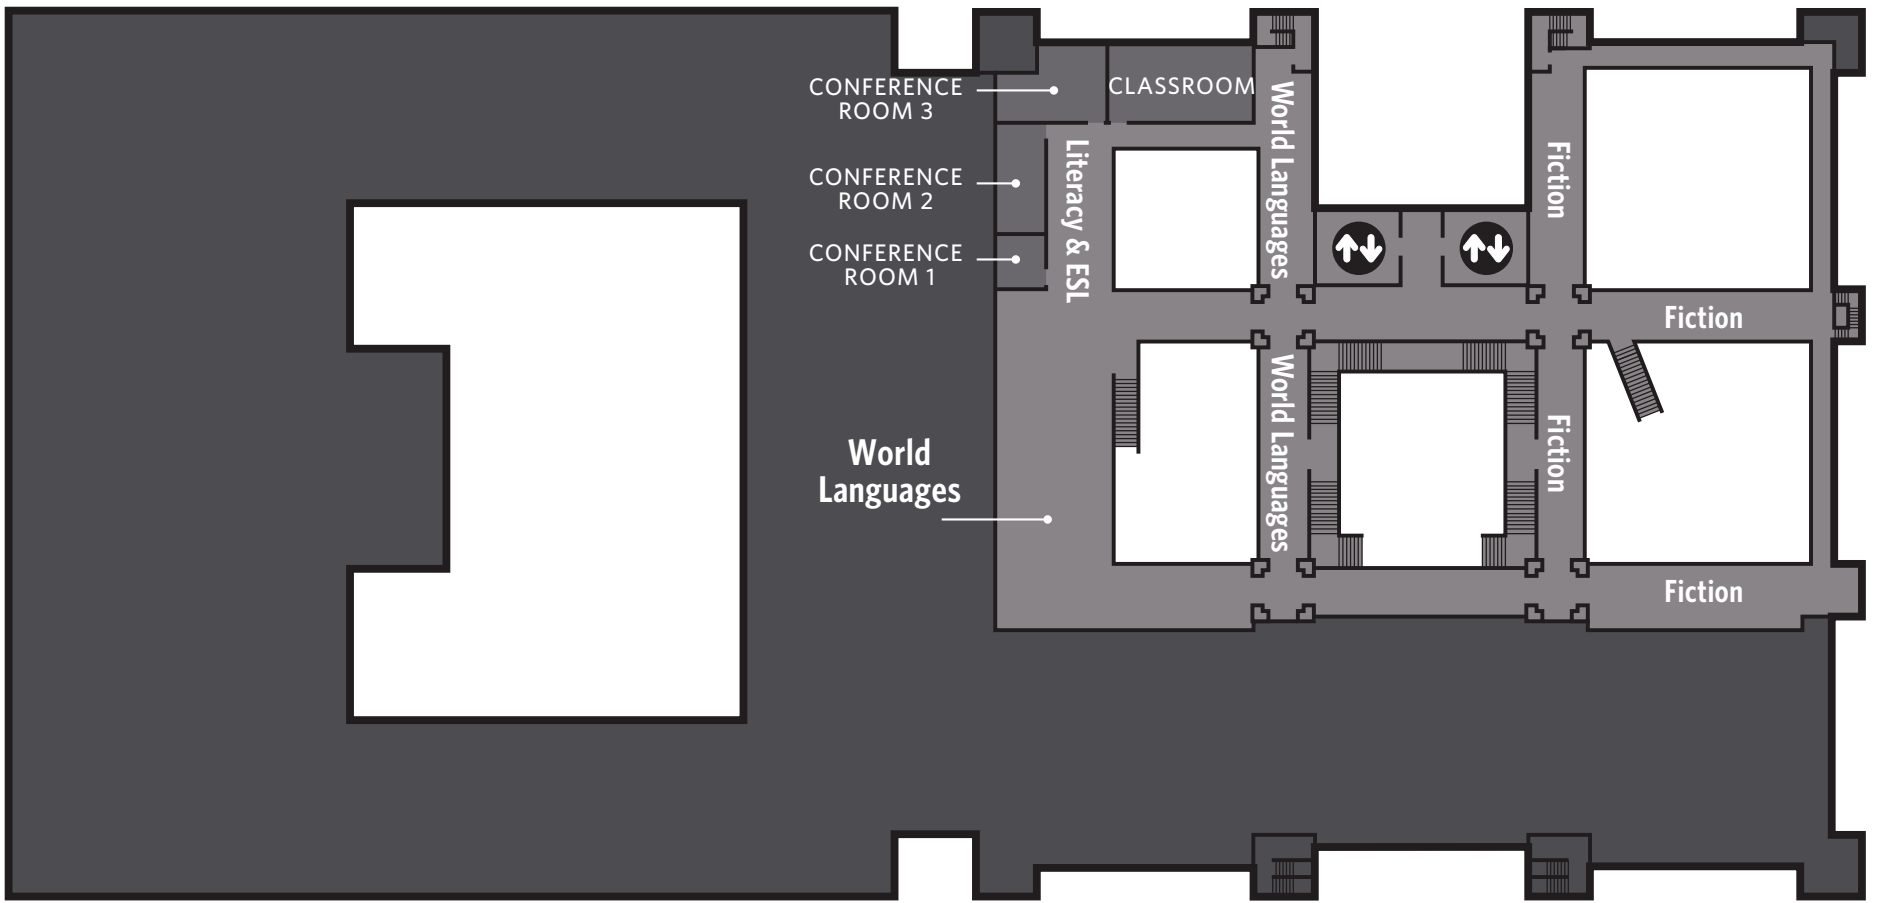 CONFERENCE
ROOM 3
CLASSROOM
CONFERENCE
ROOM 2
CONFERENCE
ROOM 1
Literacy & ESL
World Languages
Fiction
Fiction
World
Languages
World Languages
Fiction
Fiction